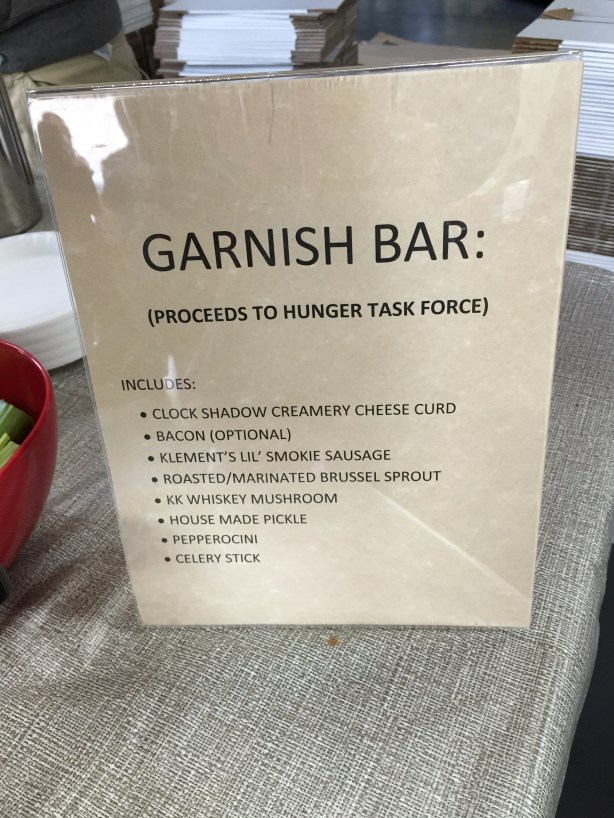 GARNISH BAR:
(PROCEEDS TO HUNGER TASK FORCE)
INCLUDES:
• CLOCK SHADOW CREAMERY CHEESE CURD
• BACON (OPTIONAL)
• KLEMENT'S LIL' SMOKIE SAUSAGE
• ROASTED/MARINATED BRUSSEL SPROUT
• KK WHISKEY MUSHROOM
• HOUSE MADE PICKLE
• PEPPEROCINI
• CELERY STICK